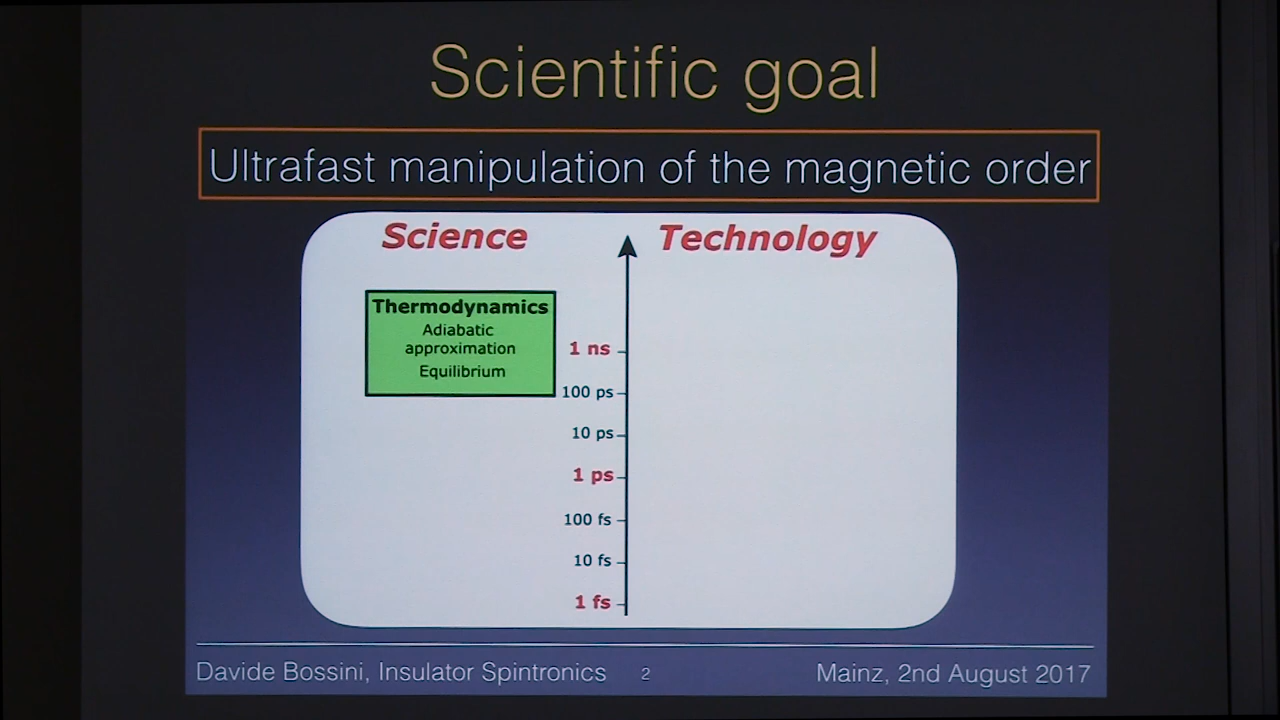 Scientific goal
Ultrafast manipulation of the magnetic order
Science
Technology
Thermodynamics
Adiabatic
approximation
Equilibrium
1 ns
100 ps
10 ps
1 ps
100 fs
10 fs
1 fs
Davide Bossini, Insulator Spintronics
2
Mainz, 2nd August 2017